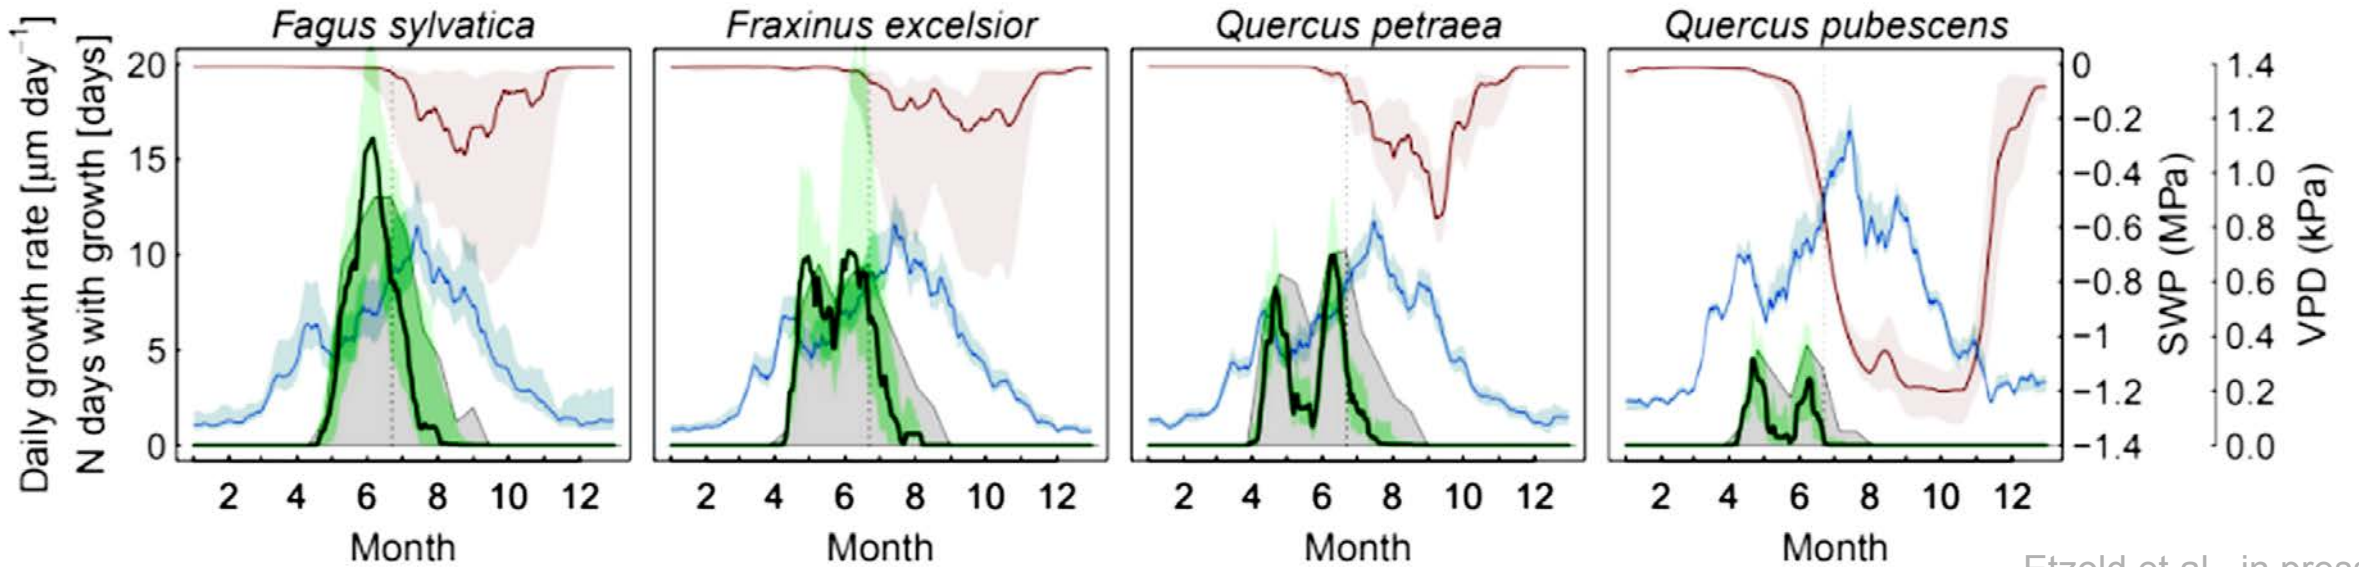 Fagus sylvatica
Fraxinus excelsior
Quercus petraea
Quercus pubescens
Daily growth rate [µm day⁻¹]
N days with growth [days]
20
15
10
5
0
0
−0.2
−0.4
−0.6
−0.8
−1
−1.2
−1.4
SWP (MPa)
1.4
1.2
1.0
0.8
0.6
0.4
0.2
0.0
VPD (kPa)
2 4 6 8 10 12
2 4 6 8 10 12
2 4 6 8 10 12
2 4 6 8 10 12
Month
Month
Month
Month
Etzold et al., in press